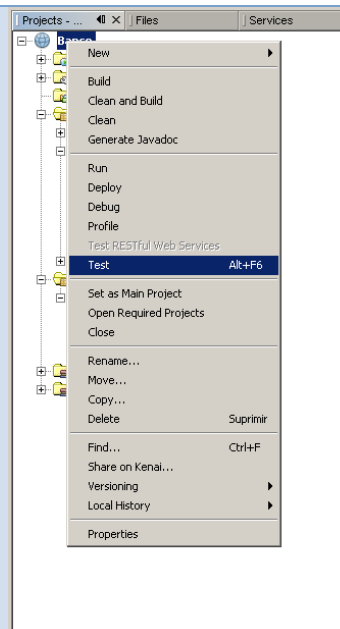 Projects - ...
Files
Services
Banco
New
Build
Clean and Build
Clean
Generate Javadoc
Run
Deploy
Debug
Profile
Test RESTful Web Services
Test Alt+F6
Set as Main Project
Open Required Projects
Close
Rename...
Move...
Copy...
Delete Suprimir
Find... Ctrl+F
Share on Kenai...
Versioning
Local History
Properties